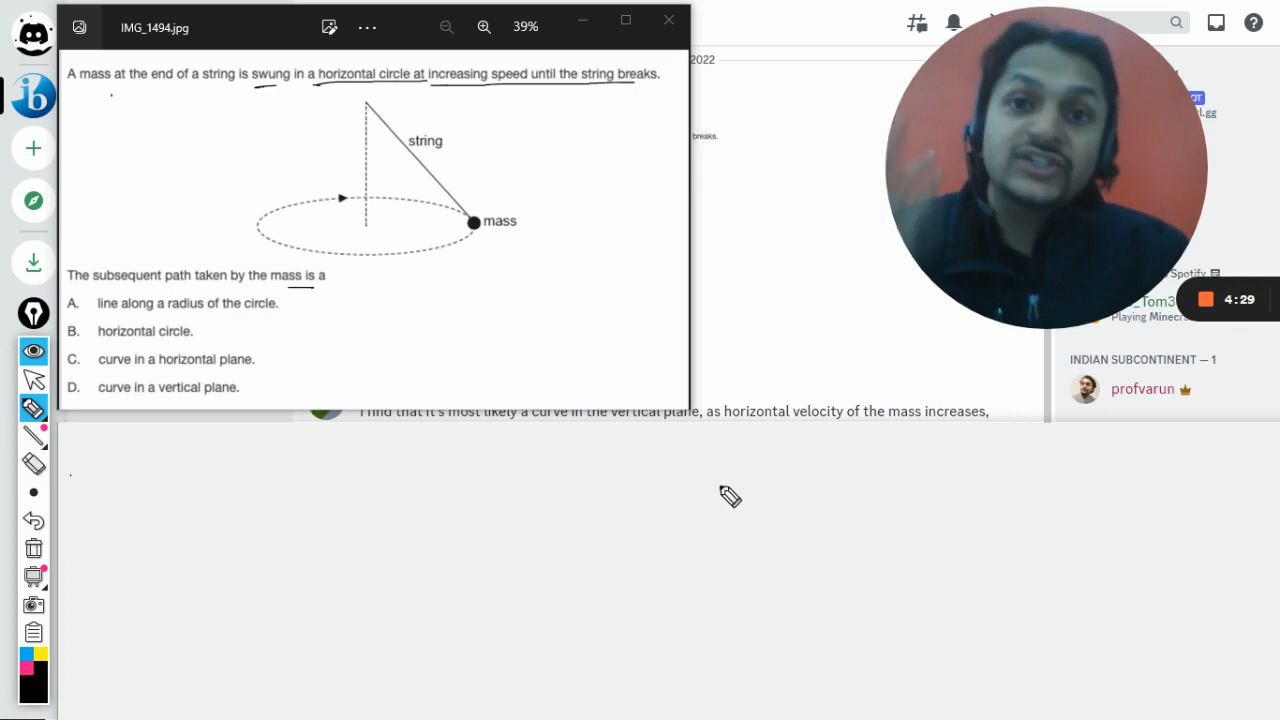 IMG_1494.jpg
39%
A mass at the end of a string is swung in a horizontal circle at increasing speed until the string breaks.
string
mass
The subsequent path taken by the mass is a
A. line along a radius of the circle.
B. horizontal circle.
C. curve in a horizontal plane.
D. curve in a vertical plane.
2022
breaks.
I find that it's most likely a curve in the vertical plane, as horizontal velocity of the mass increases,
Spotify
_Tom3
Playing Minec
4:29
INDIAN SUBCONTINENT — 1
profvarun
ib